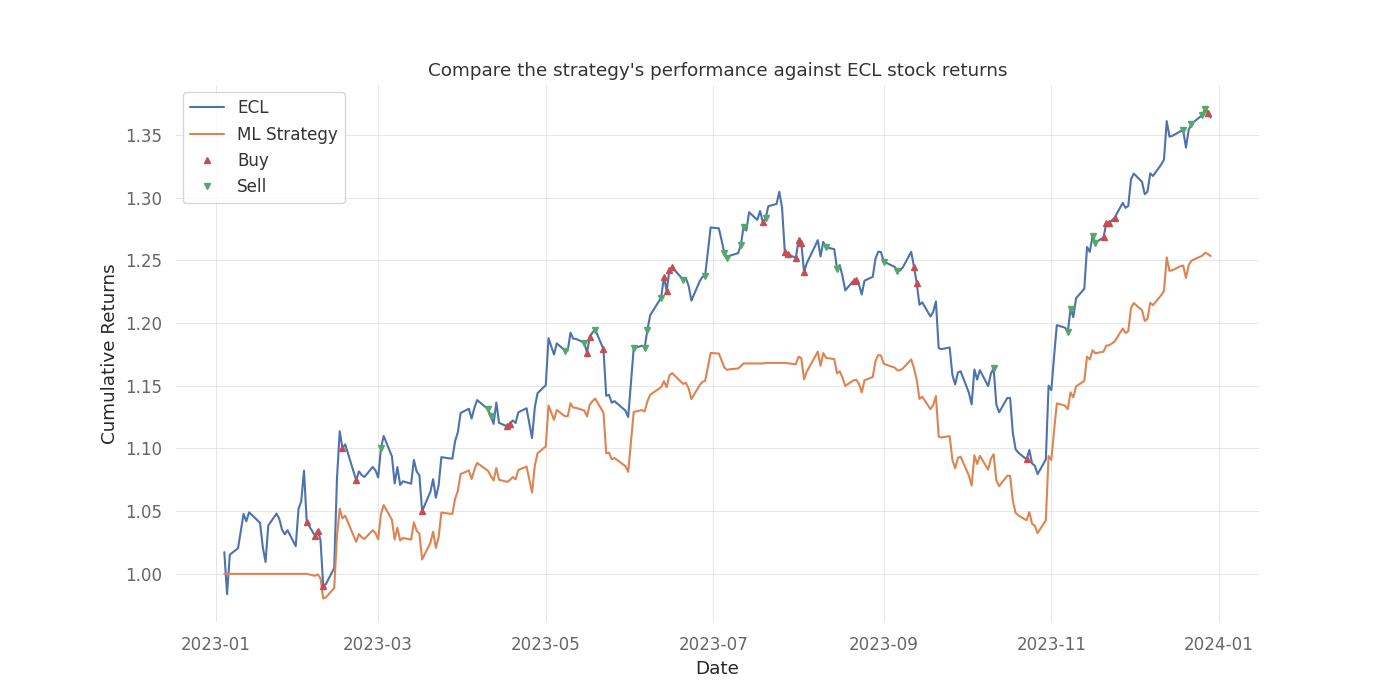 Compare the strategy's performance against ECL stock returns
ECL
ML Strategy
Buy
Sell
Cumulative Returns
1.35
1.30
1.25
1.20
1.15
1.10
1.05
1.00
2023-01 2023-03 2023-05 2023-07 2023-09 2023-11 2024-01
Date